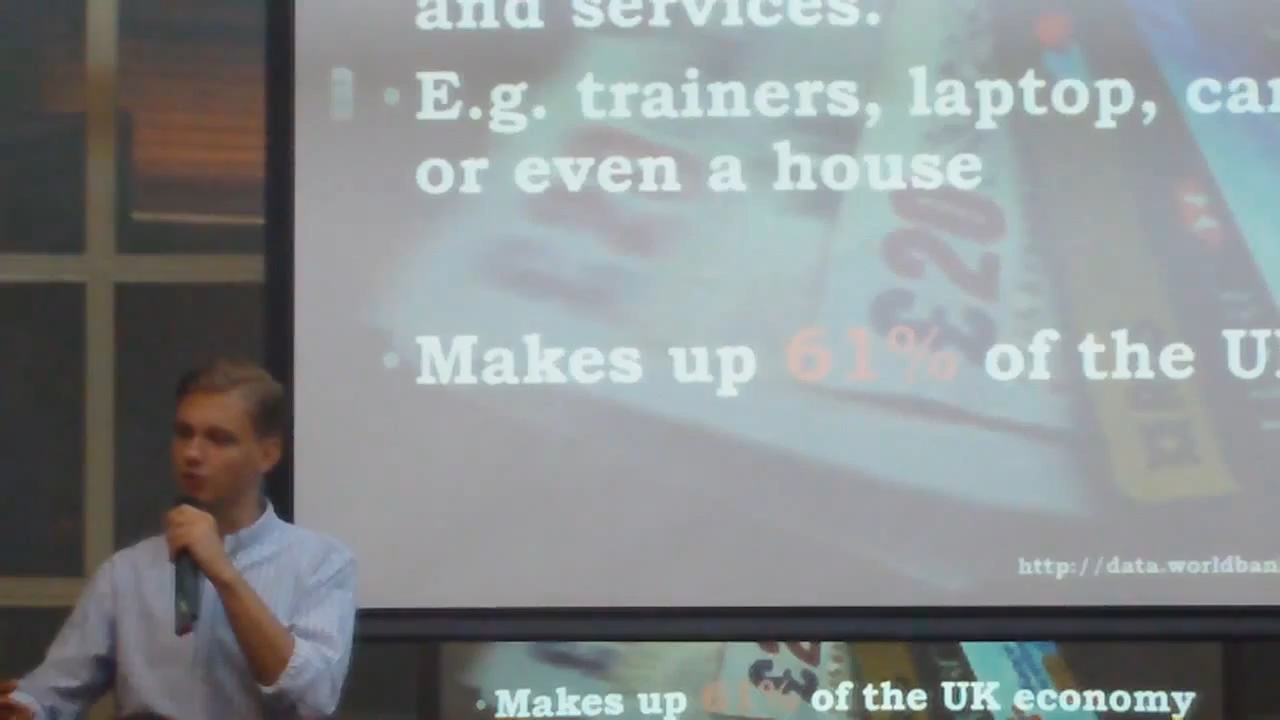 and services.
E.g. trainers, laptop, car
or even a house
£20
Makes up 61% of the UK
http://data.worldban
Makes up 61% of the UK economy